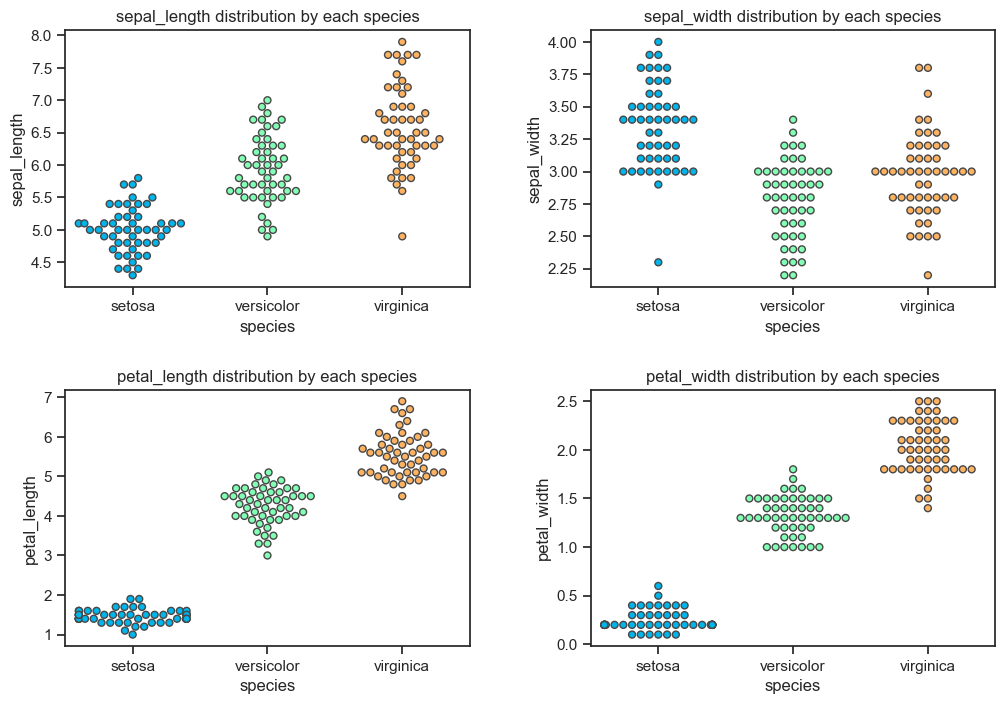 sepal_length distribution by each species
sepal_length
8.0
7.5
7.0
6.5
6.0
5.5
5.0
4.5
setosa versicolor virginica
species
sepal_width distribution by each species
sepal_width
4.00
3.75
3.50
3.25
3.00
2.75
2.50
2.25
setosa versicolor virginica
species
petal_length distribution by each species
petal_length
7
6
5
4
3
2
1
setosa versicolor virginica
species
petal_width distribution by each species
petal_width
2.5
2.0
1.5
1.0
0.5
0.0
setosa versicolor virginica
species